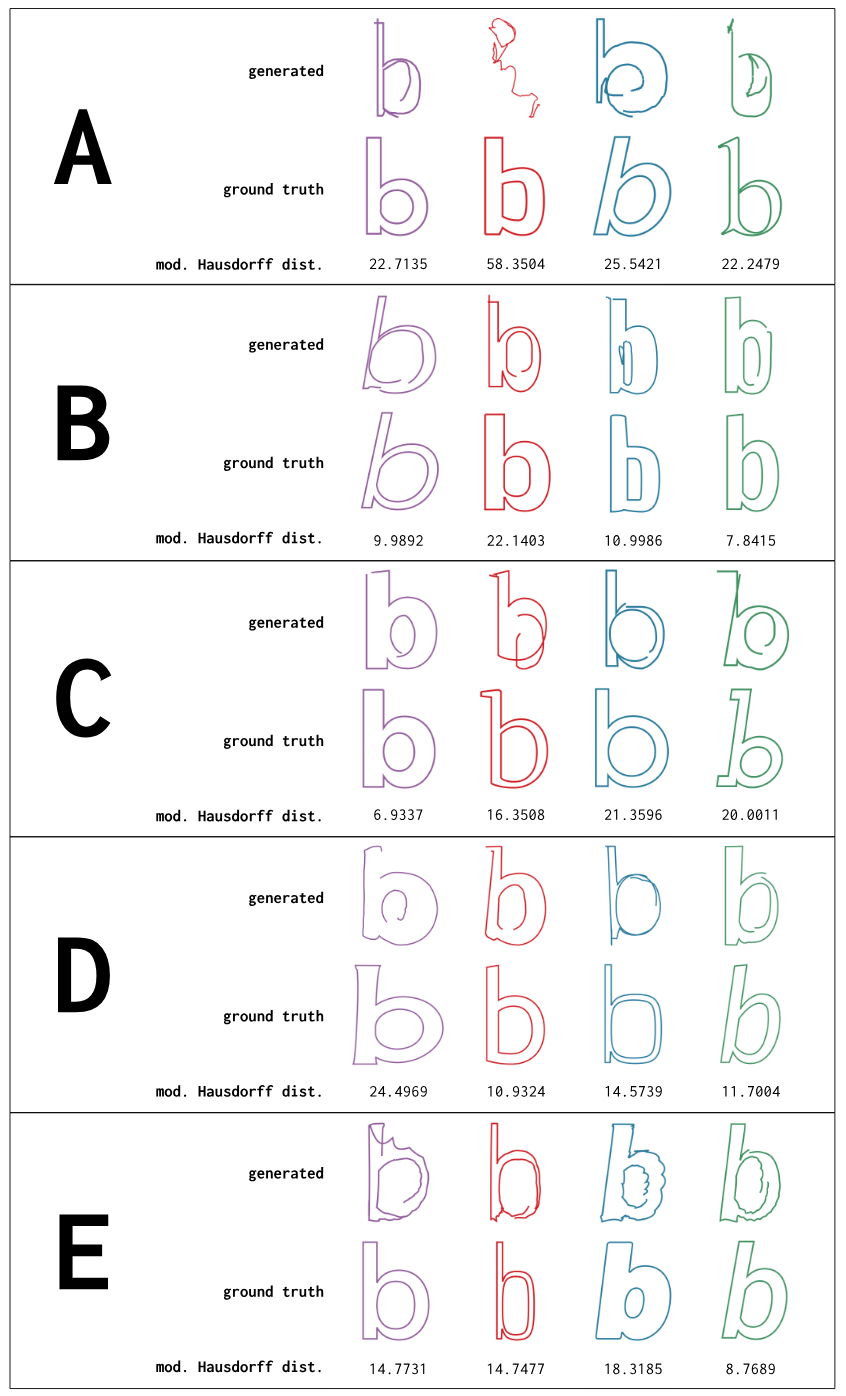 A
generated
b b b
ground truth
b b b b
mod. Hausdorff dist. 22.7135 58.3504 25.5421 22.2479
B
generated
b b b b
ground truth
b b b b
mod. Hausdorff dist. 9.9892 22.1403 10.9986 7.8415
C
generated
b b b b
ground truth
b b b b
mod. Hausdorff dist. 6.9337 16.3508 21.3596 20.0011
D
generated
b b b b
ground truth
b b b b
mod. Hausdorff dist. 24.4969 10.9324 14.5739 11.7004
E
generated
b b b b
ground truth
b b b b
mod. Hausdorff dist. 14.7731 14.7477 18.3185 8.7689